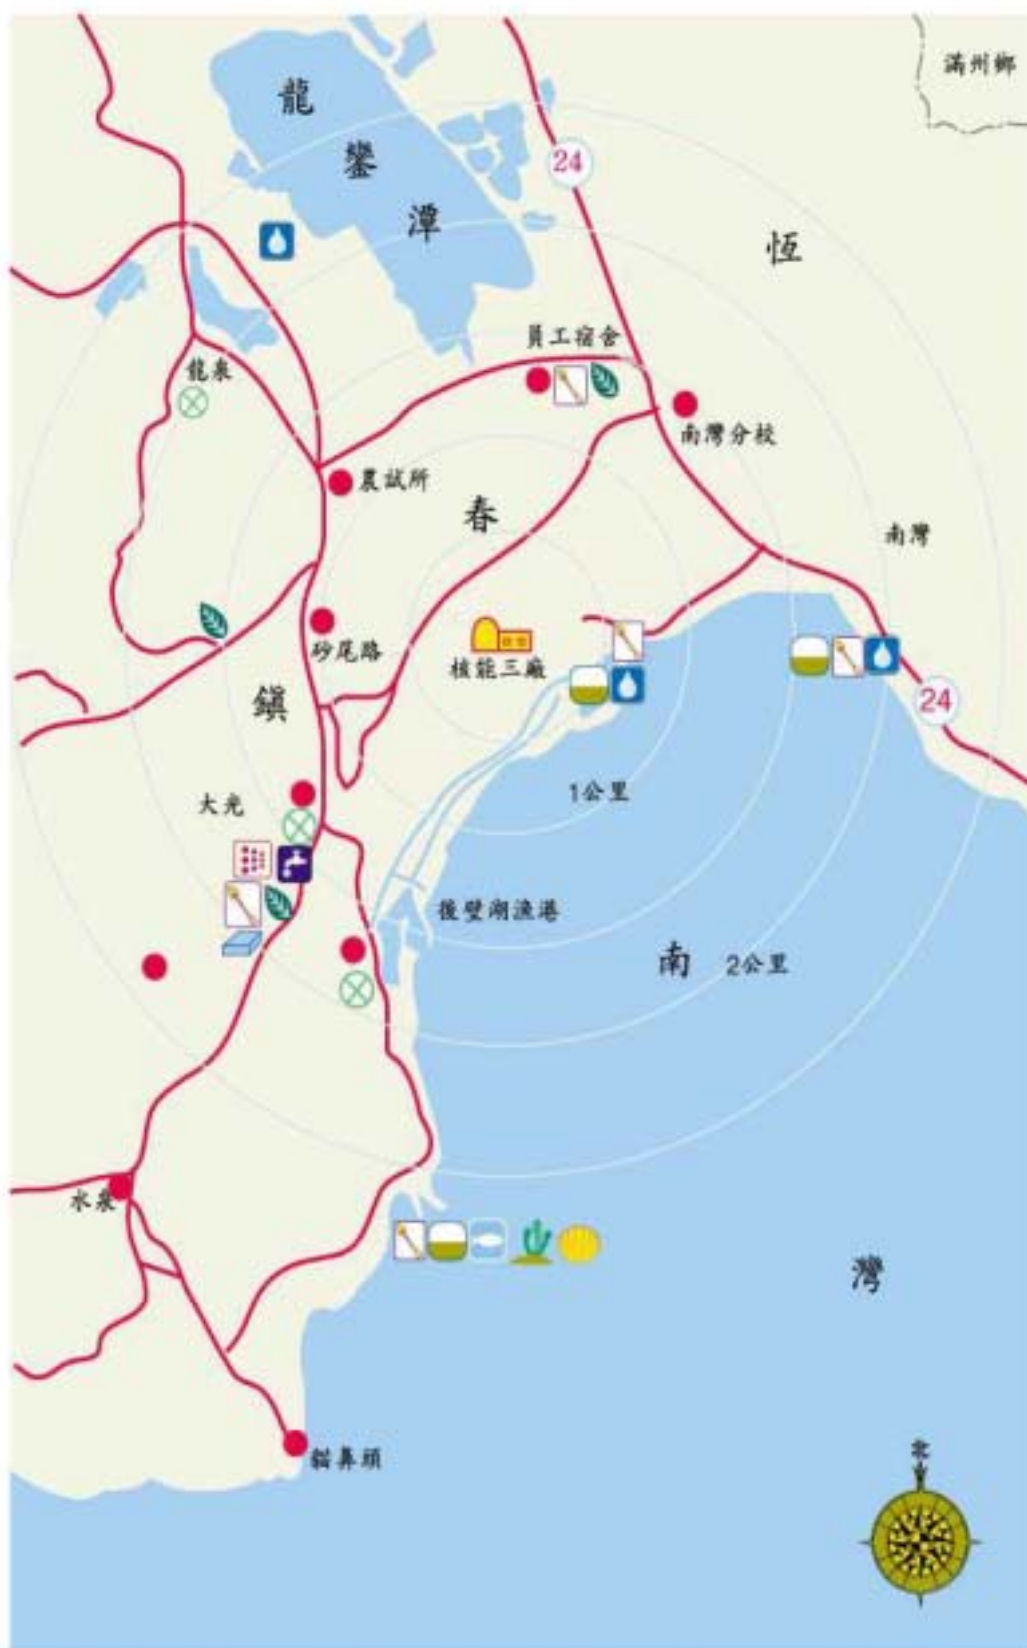 滿州鄉
龍
鑾
潭
24
恆
員工宿舍
龍泉
南灣分校
農試所
春
南灣
砂尾路
核能三廠
鎮
24
1公里
大光
後壁湖漁港
南
2公里
水泉
灣
貓鼻頭
北